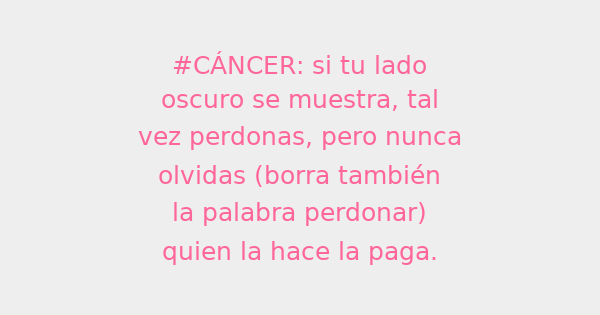 #CÁNCER: si tu lado
oscuro se muestra, tal
vez perdonas, pero nunca
olvidas (borra también
la palabra perdonar)
quien la hace la paga.